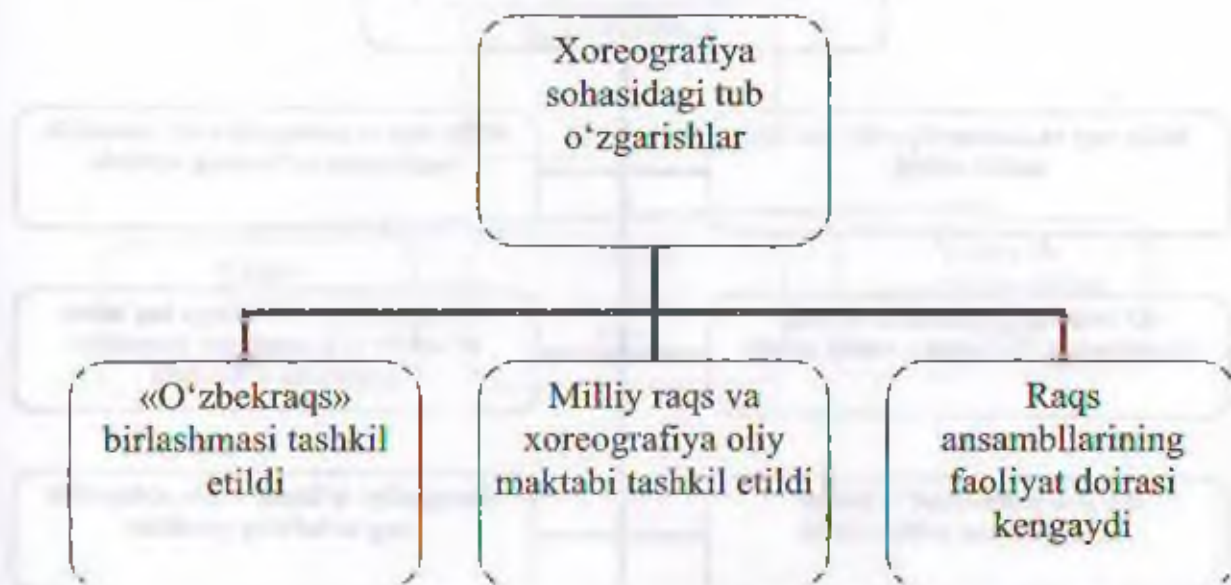 Xoreografiya
sohasidagi tub
o‘zgarishlar
«O‘zbekraqs»
birlashmasi tashkil
etildi
Milliy raqs va
xoreografiya oliy
maktabi tashkil etildi
Raqs
ansambllarining
faoliyat doirasi
kengaydi